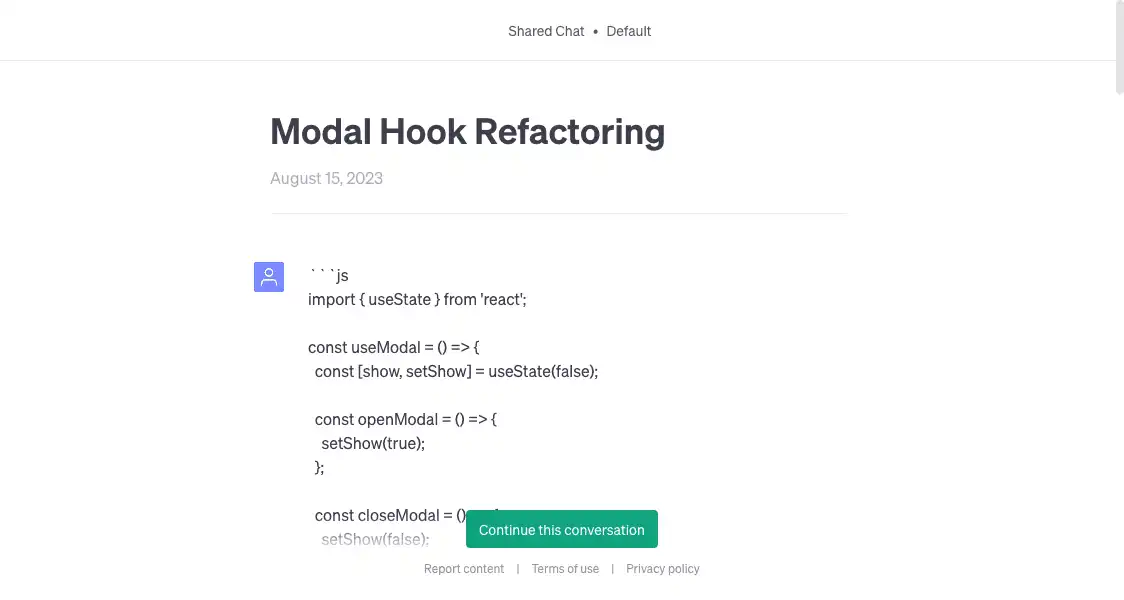 Shared Chat • Default
Modal Hook Refactoring
August 15, 2023
```js
import { useState } from 'react';
const useModal = () => {
const [show, setShow] = useState(false);
const openModal = () => {
setShow(true);
};
const closeModal = ()
setShow(false);
Continue this conversation
Report content | Terms of use | Privacy policy